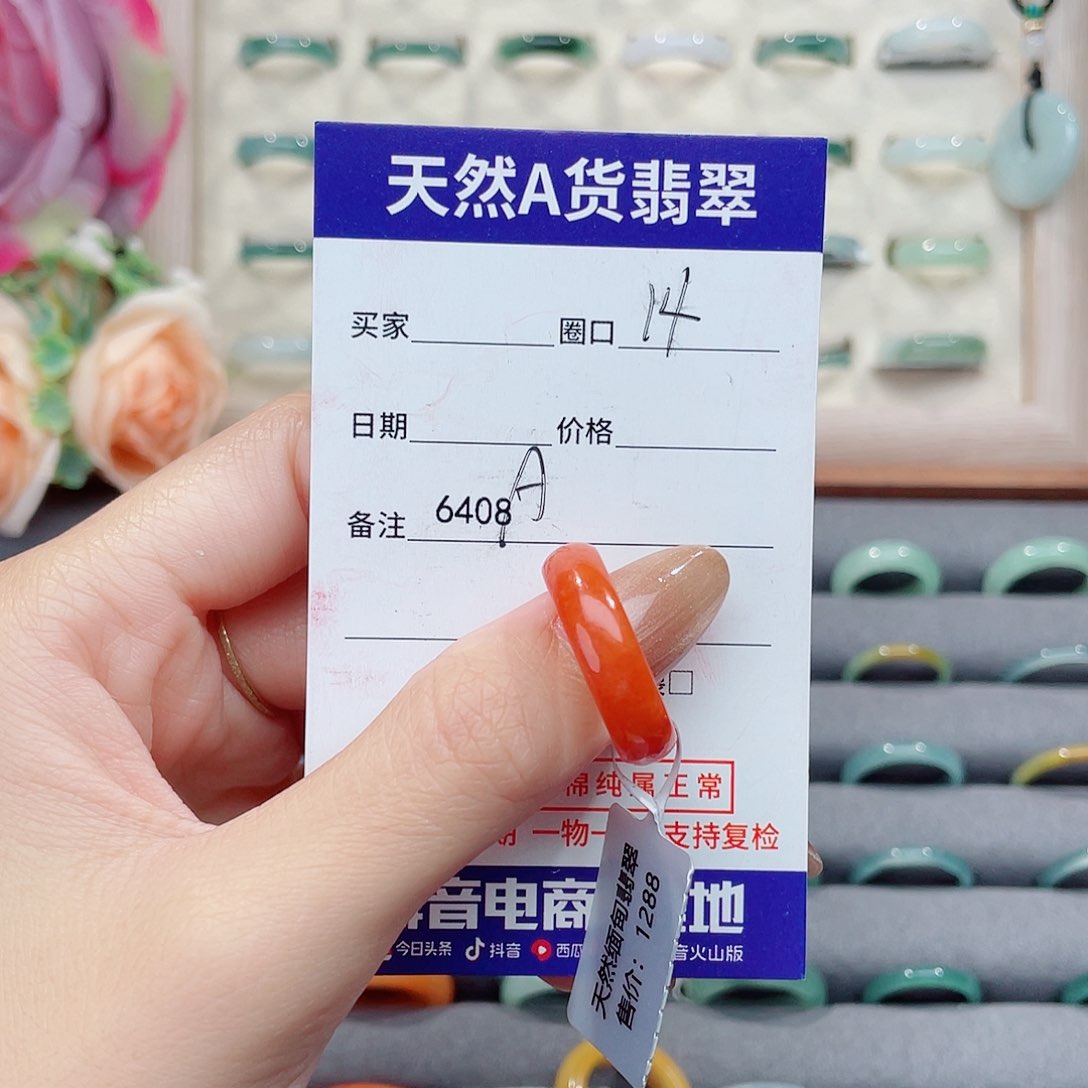 天然A货翡翠
买家 圈口 14
日期 价格
备注 6408 A
棉纯属正常
一物一 支持复检
音电商 地
今日头条 抖音 西瓜 音火山版
天然缅甸翡翠
售价：1288